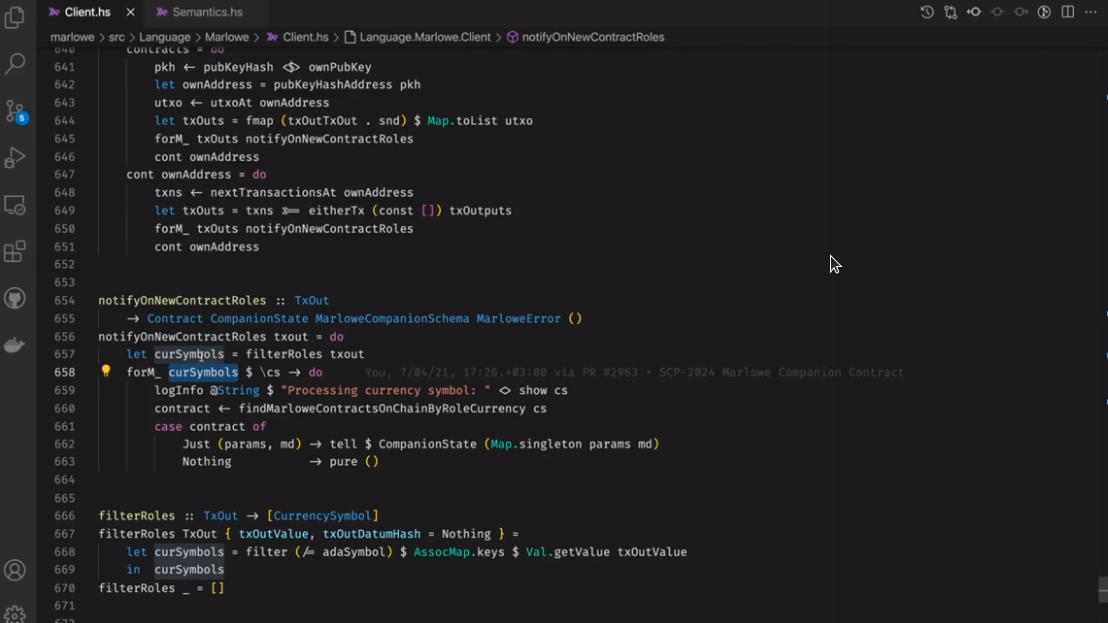 Client.hs
Semantics.hs
marlowe > src > Language > Marlowe > Client.hs > Language.Marlowe.Client > notifyOnNewContractRoles
640 contracts = do
641 pkh ← pubKeyHash <$> ownPubKey
642 let ownAddress = pubKeyHashAddress pkh
643 utxo ← utxoAt ownAddress
644 let txOuts = fmap (txOutTxOut . snd) $ Map.toList utxo
645 forM_ txOuts notifyOnNewContractRoles
646 cont ownAddress
647 cont ownAddress = do
648 txns ← nextTransactionsAt ownAddress
649 let txOuts = txns >>= eitherTx (const []) txOutputs
650 forM_ txOuts notifyOnNewContractRoles
651 cont ownAddress
652
653
654 notifyOnNewContractRoles :: TxOut
655 → Contract CompanionState MarloweCompanionSchema MarloweError ()
656 notifyOnNewContractRoles txout = do
657 let curSymbols = filterRoles txout
658 forM_ curSymbols $ \cs → do You, 7/04/21, 17:26,+03:00 via PR #2963 • SCP-2024 Marlowe Companion Contract
659 logInfo @String $ "Processing currency symbol: " <> show cs
660 contract ← findMarloweContractsOnChainByRoleCurrency cs
661 case contract of
662 Just (params, md) → tell $ CompanionState (Map.singleton params md)
663 Nothing → pure ()
664
665
666 filterRoles :: TxOut → [CurrencySymbol]
667 filterRoles TxOut { txOutValue, txOutDatumHash = Nothing } =
668 let curSymbols = filter (/= adaSymbol) $ AssocMap.keys $ Val.getValue txOutValue
669 in curSymbols
670 filterRoles _ = []
671
5